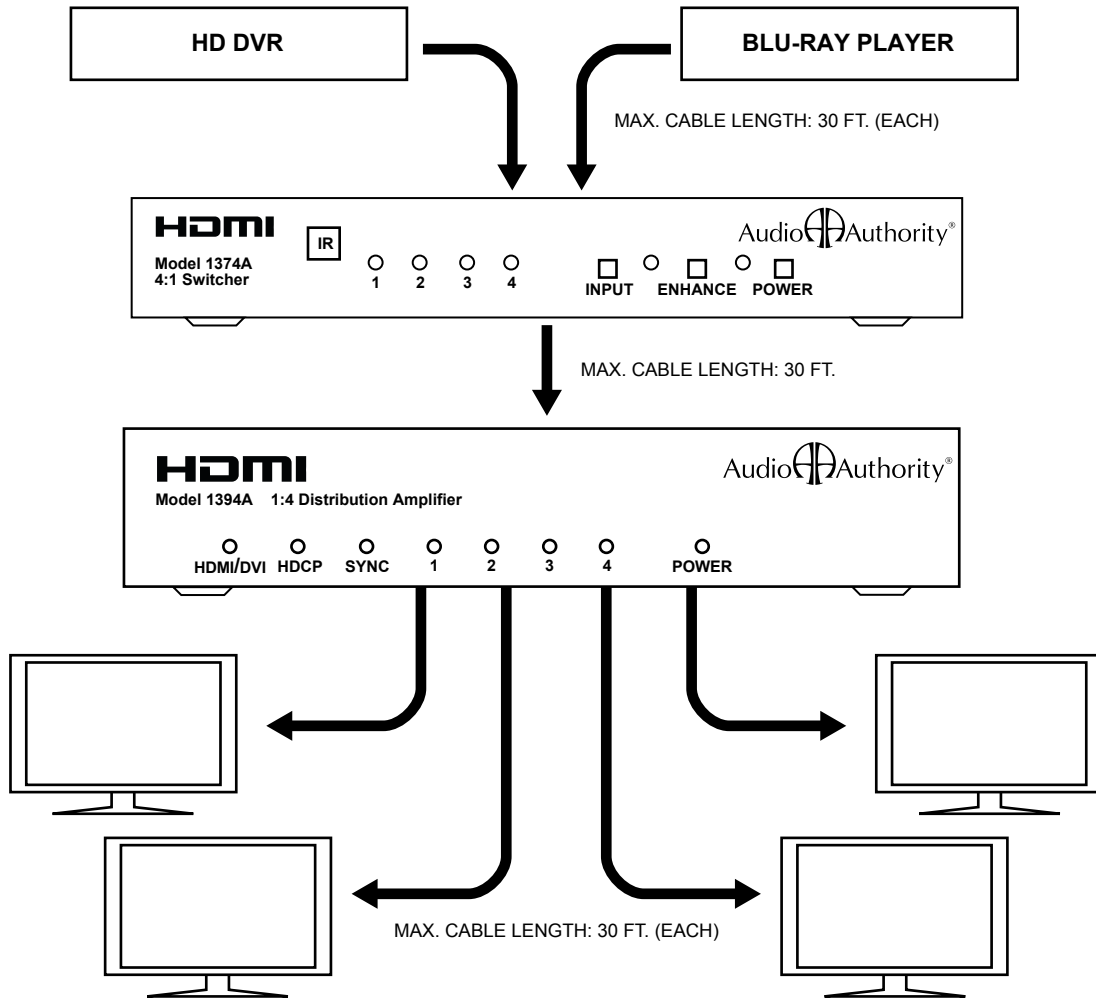 HD DVR
BLU-RAY PLAYER
MAX. CABLE LENGTH: 30 FT. (EACH)
HDMI
Model 1374A
4:1 Switcher
IR
1 2 3 4
INPUT ENHANCE POWER
Audio Authority®
MAX. CABLE LENGTH: 30 FT.
HDMI
Model 1394A 1:4 Distribution Amplifier
Audio Authority®
HDMI/DVI HDCP SYNC 1 2 3 4 POWER
MAX. CABLE LENGTH: 30 FT. (EACH)